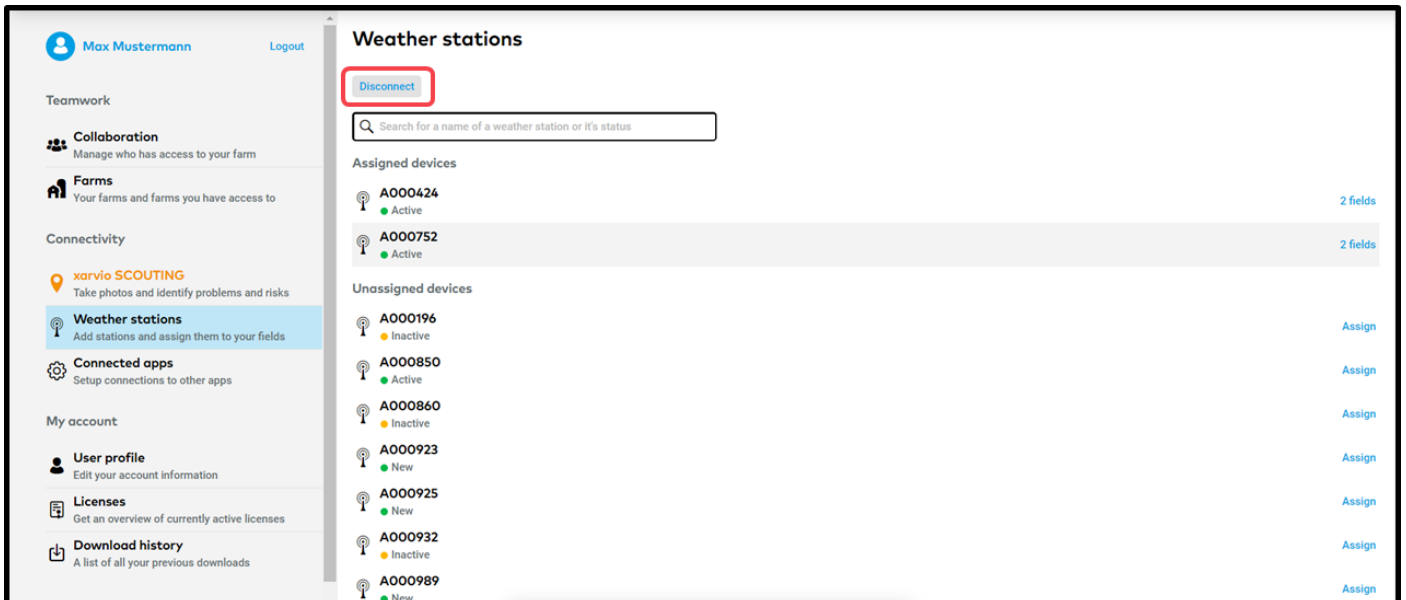 Max Mustermann
Logout
Teamwork
Collaboration
Manage who has access to your farm
Farms
Your farms and farms you have access to
Connectivity
xarvio SCOUTING
Take photos and identify problems and risks
Weather stations
Add stations and assign them to your fields
Connected apps
Setup connections to other apps
My account
User profile
Edit your account information
Licenses
Get an overview of currently active licenses
Download history
A list of all your previous downloads
Weather stations
Disconnect
Search for a name of a weather station or it's status
Assigned devices
A000424
Active
2 fields
A000752
Active
2 fields
Unassigned devices
A000196
Inactive
Assign
A000850
Active
Assign
A000860
Inactive
Assign
A000923
New
Assign
A000925
New
Assign
A000932
Inactive
Assign
A000989
New
Assign